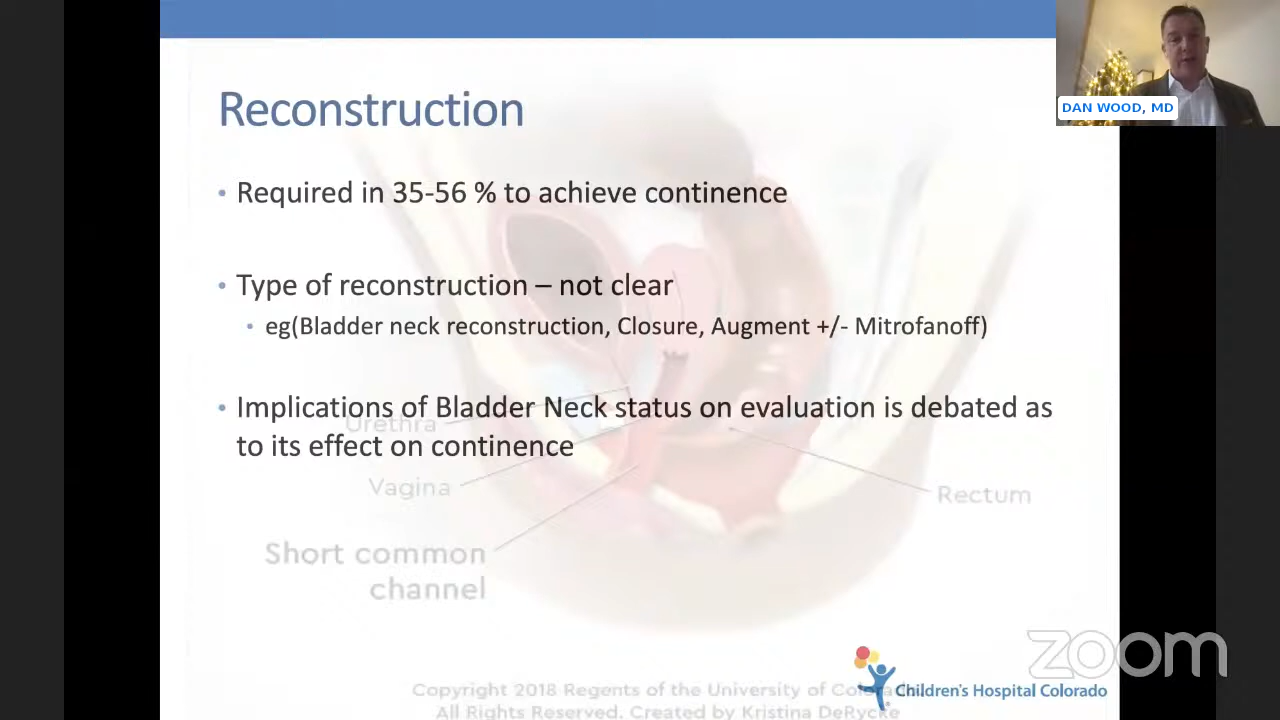 DAN WOOD, MD
Reconstruction
• Required in 35-56 % to achieve continence
• Type of reconstruction – not clear
• eg(Bladder neck reconstruction, Closure, Augment +/- Mitrofanoff)
• Implications of Bladder Neck status on evaluation is debated as
to its effect on continence
Urethra
Vagina
Rectum
Short common
channel
zoom
Children's Hospital Colorado
Copyright 2018 Regents of the University of
All Rights Reserved. Created by Kristina DeRycke